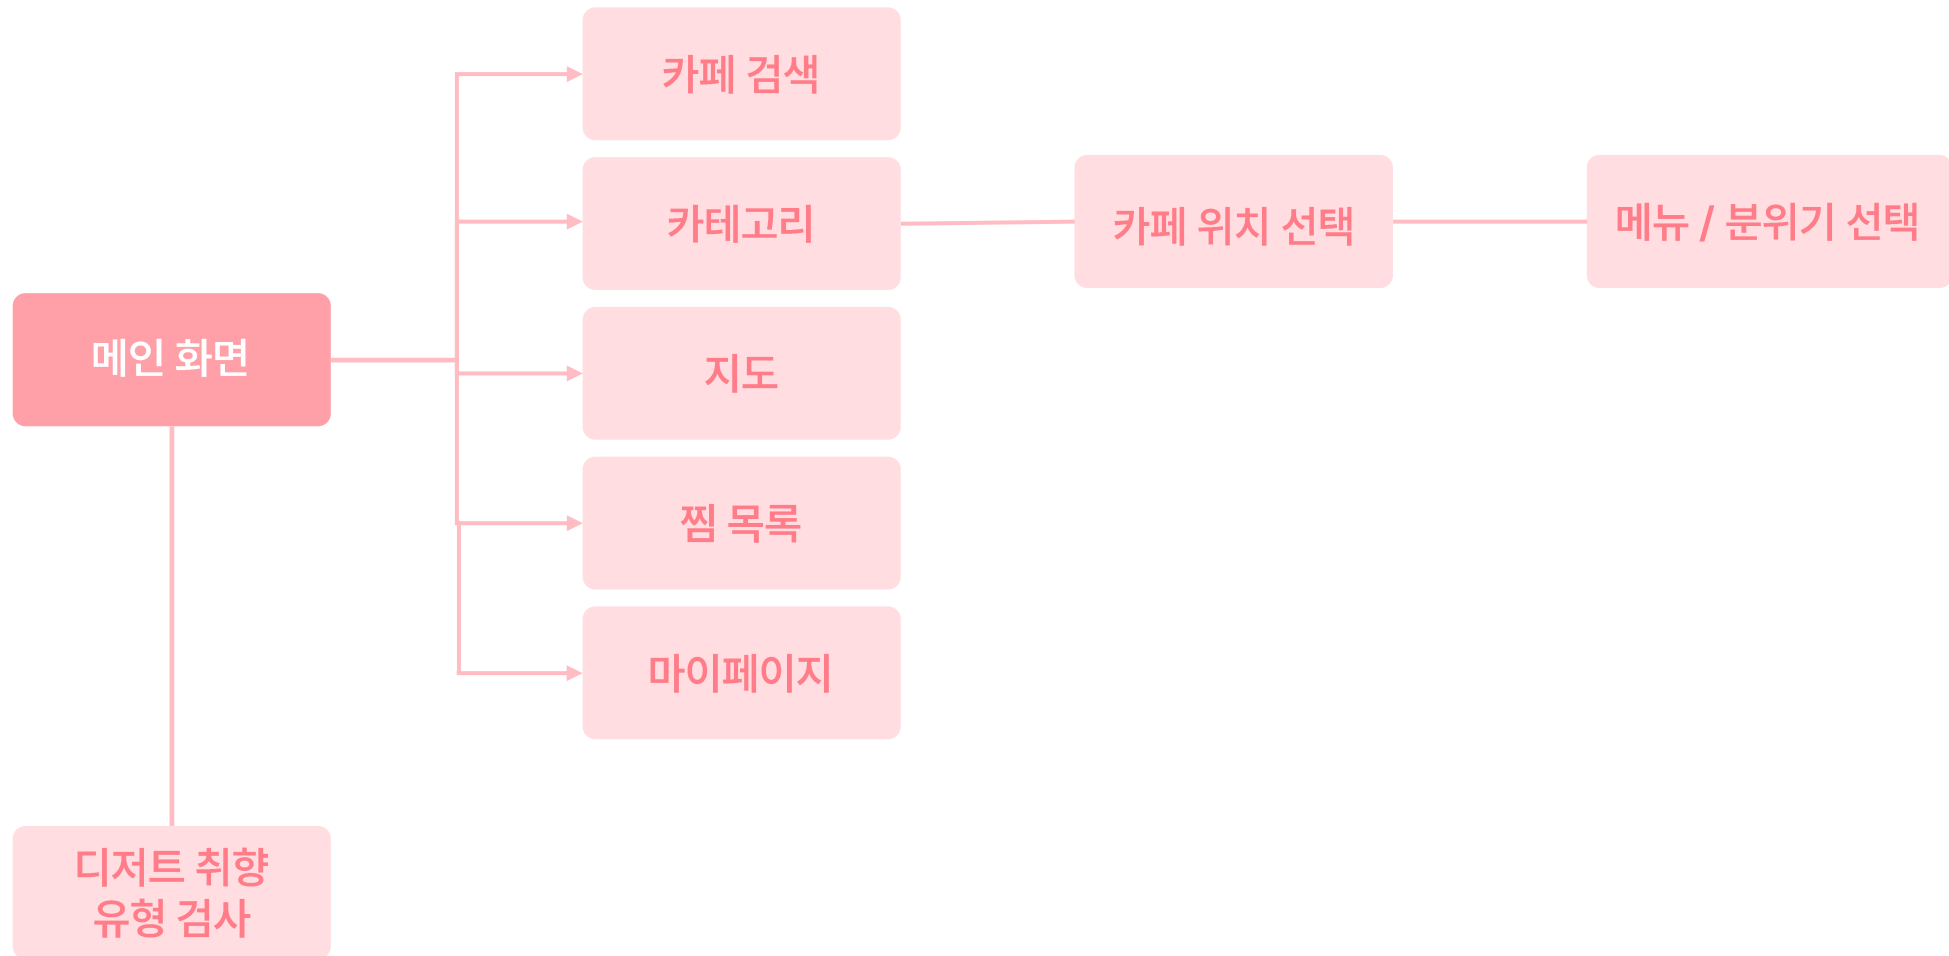 카페 검색
카테고리
카페 위치 선택
메뉴 / 분위기 선택
메인 화면
지도
찜 목록
마이페이지
디저트 취향
유형 검사